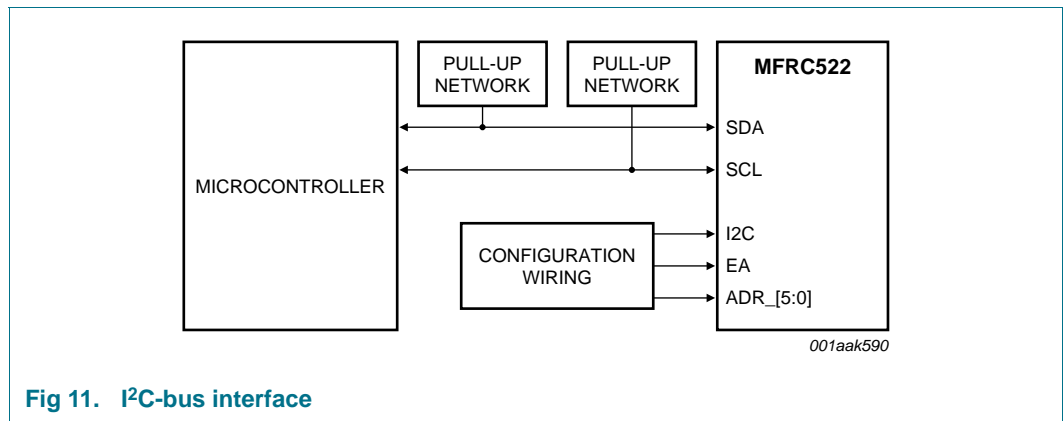 PULL-UP
NETWORK
PULL-UP
NETWORK
MFRC522
SDA
MICROCONTROLLER
SCL
CONFIGURATION
WIRING
I2C
EA
ADR_[5:0]
001aak590
Fig 11. I²C-bus interface